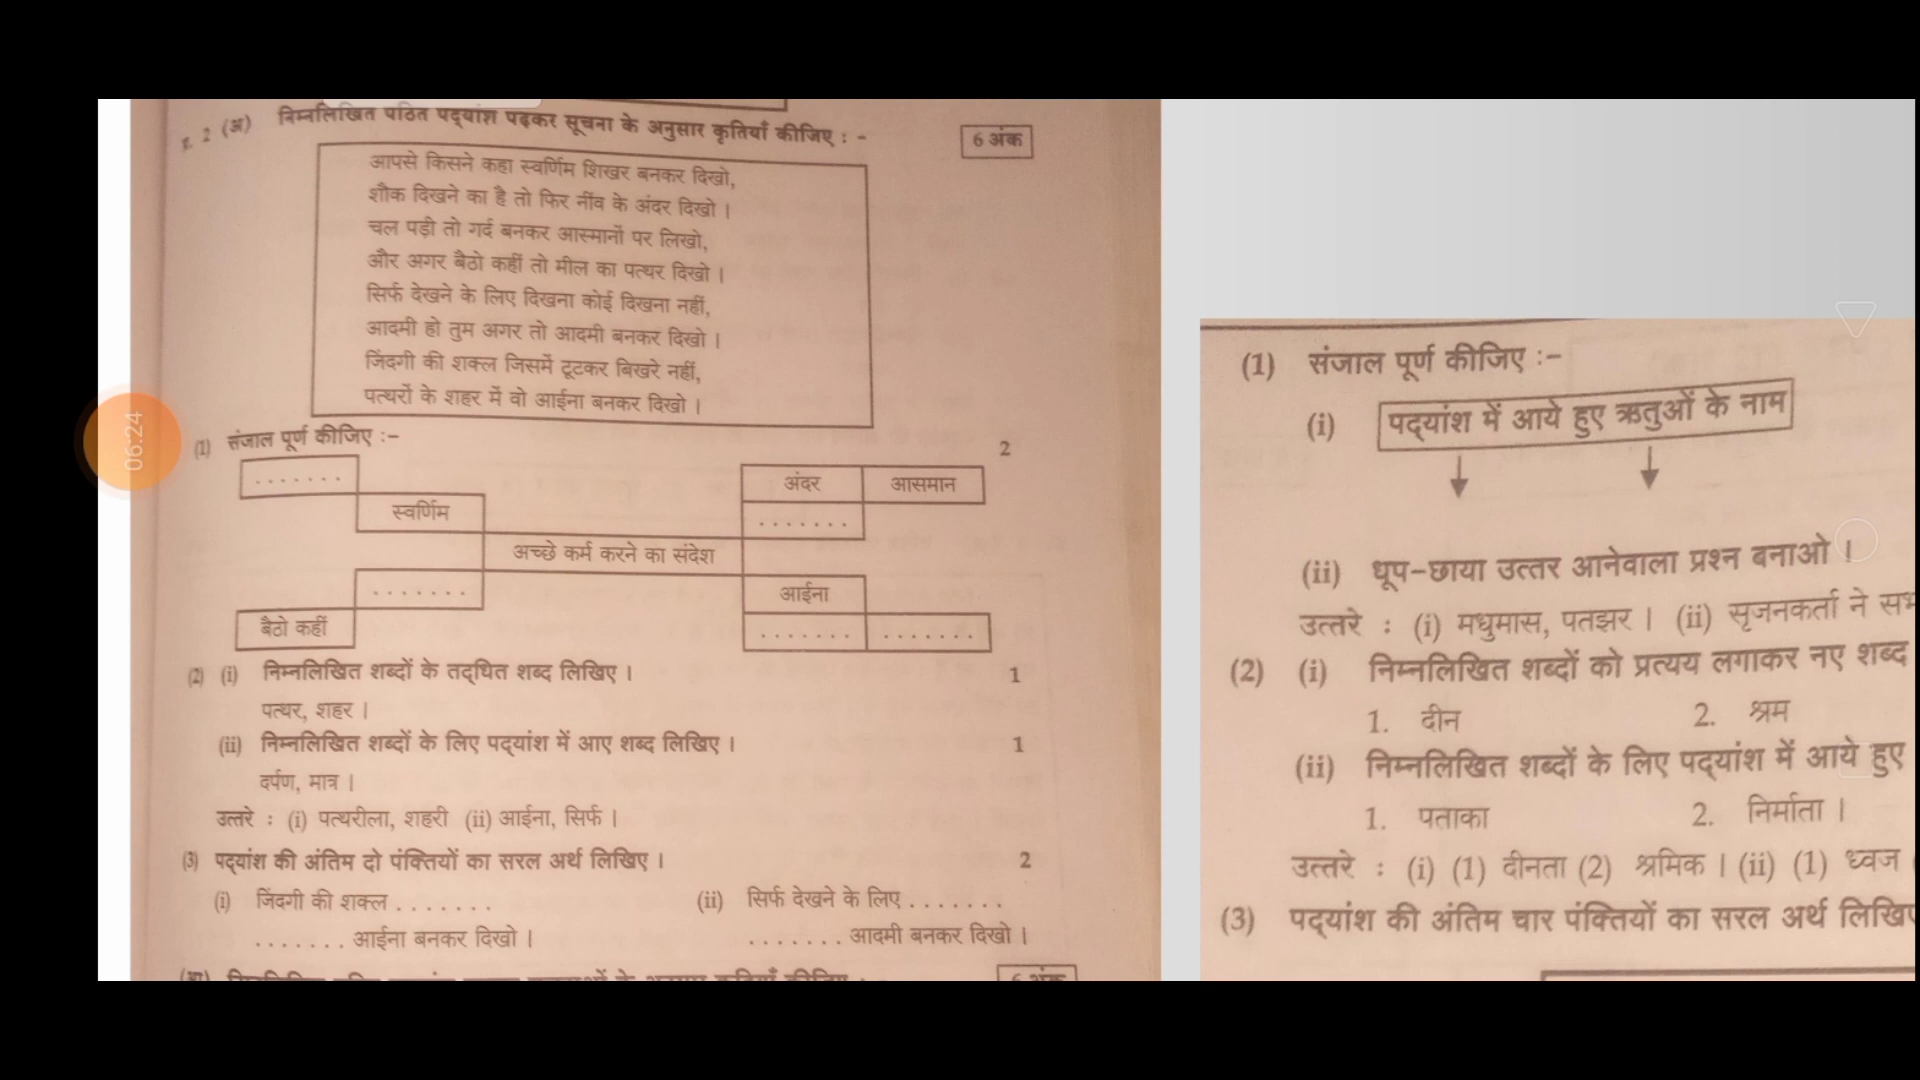 प्र. 2 (अ) निम्नलिखित पठित पद्यांश पढ़कर सूचना के अनुसार कृतियाँ कीजिए : -
6 अंक
आपसे किसने कहा स्वर्णिम शिखर बनकर दिखो,
शौक दिखने का है तो फिर नींव के अंदर दिखो ।
चल पड़ी तो गर्द बनकर आस्मानों पर लिखो,
और अगर बैठो कहीं तो मील का पत्थर दिखो ।
सिर्फ देखने के लिए दिखना कोई दिखना नहीं,
आदमी हो तुम अगर तो आदमी बनकर दिखो ।
जिंदगी की शक्ल जिसमें टूटकर बिखरे नहीं,
पत्थरों के शहर में वो आईना बनकर दिखो ।
(1) संजाल पूर्ण कीजिए :- 2
. . . . . . .
अंदर आसमान
स्वर्णिम
. . . . . . .
अच्छे कर्म करने का संदेश
. . . . . . .
आईना
बैठो कहीं
. . . . . . . . . . . . . .
(2) (i) निम्नलिखित शब्दों के तद्धित शब्द लिखिए । 1
पत्थर, शहर ।
(ii) निम्नलिखित शब्दों के लिए पद्यांश में आए शब्द लिखिए । 1
दर्पण, मात्र ।
उत्तरे : (i) पत्थरीला, शहरी (ii) आईना, सिर्फ ।
(3) पद्यांश की अंतिम दो पंक्तियों का सरल अर्थ लिखिए । 2
(i) जिंदगी की शक्ल . . . . . . . (ii) सिर्फ देखने के लिए . . . . . . .
. . . . . . . आईना बनकर दिखो । . . . . . . . आदमी बनकर दिखो ।
06:24
(1) संजाल पूर्ण कीजिए :-
(i) पद्यांश में आये हुए ऋतुओं के नाम
(ii) धूप-छाया उत्तर आनेवाला प्रश्न बनाओ ।
उत्तरे : (i) मधुमास, पतझर । (ii) सृजनकर्ता ने
(2) (i) निम्नलिखित शब्दों को प्रत्यय लगाकर नए शब्द
1. दीन 2. श्रम
(ii) निम्नलिखित शब्दों के लिए पद्यांश में आये हुए
1. पताका 2. निर्माता ।
उत्तरे : (i) (1) दीनता (2) श्रमिक । (ii) (1) ध्वज
(3) पद्यांश की अंतिम चार पंक्तियों का सरल अर्थ